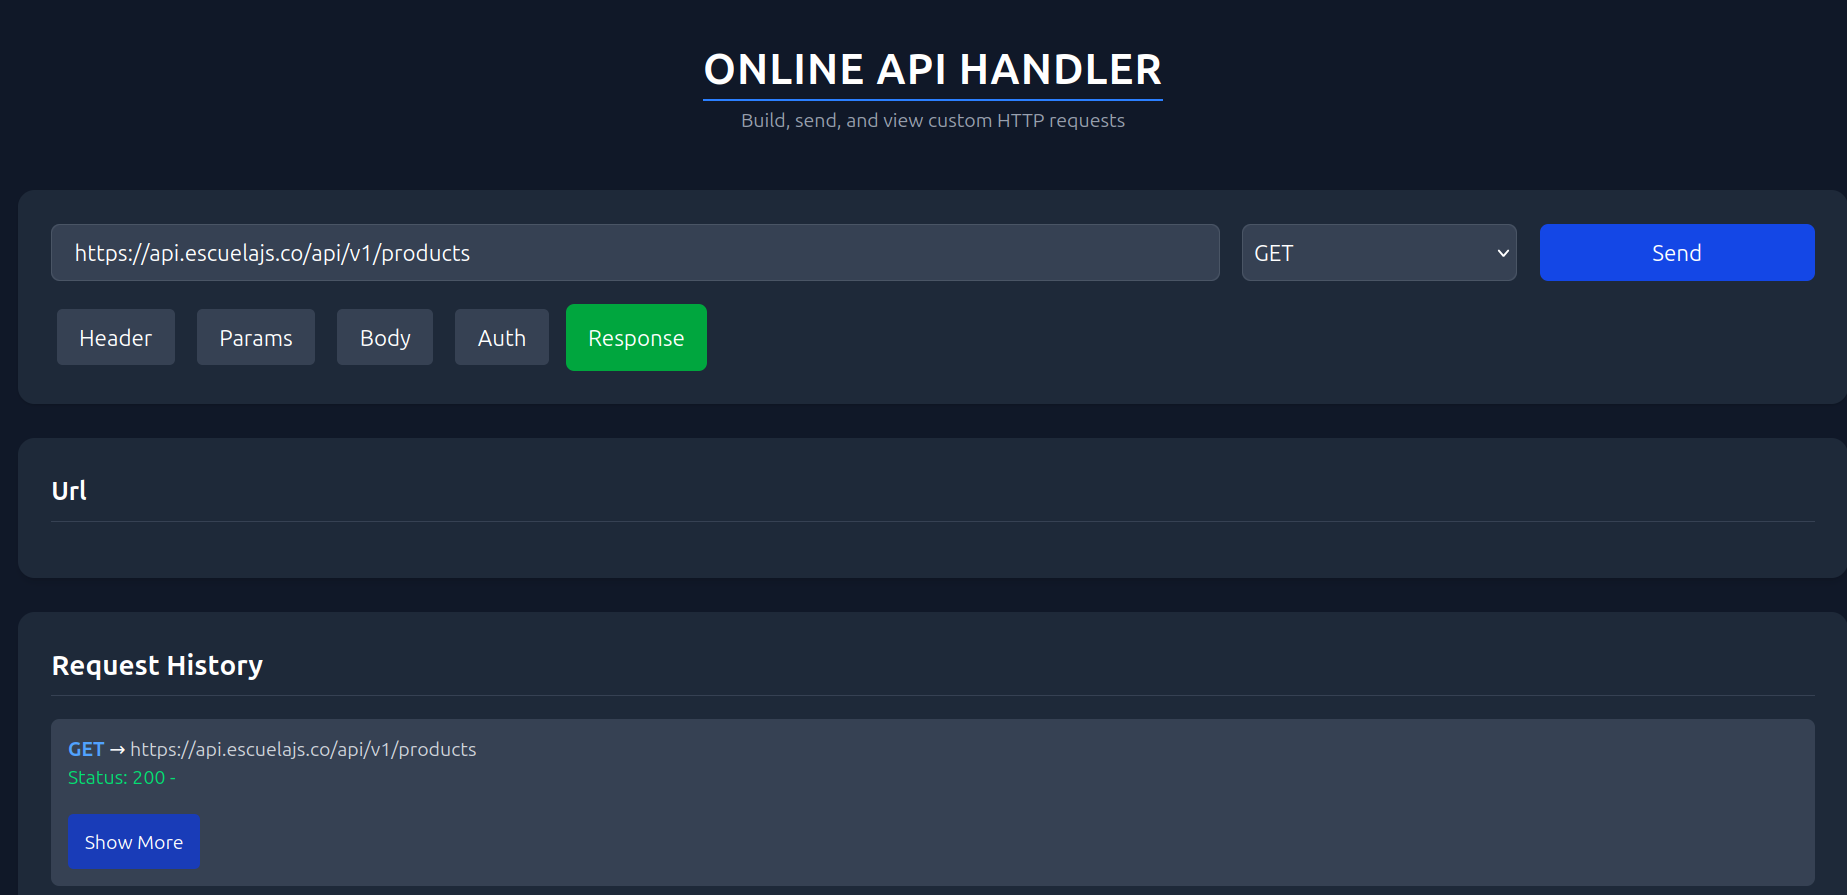 ONLINE API HANDLER
Build, send, and view custom HTTP requests
https://api.escuelajs.co/api/v1/products
GET
Send
Header
Params
Body
Auth
Response
Url
Request History
GET → https://api.escuelajs.co/api/v1/products
Status: 200 -
Show More